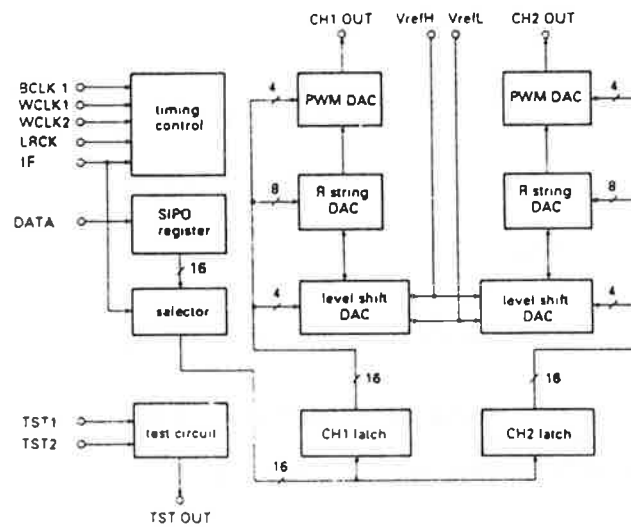 CH1 OUT
VrefH
VrefL
CH2 OUT
BCLK 1
WCLK1
WCLK2
LRCK
IF
timing
control
4
PWM DAC
PWM DAC
4
DATA
SIPO
register
8
R string
DAC
R string
DAC
8
16
selector
4
level shift
DAC
level shift
DAC
4
16
16
TST1
TST2
test circuit
CH1 latch
CH2 latch
16
TST OUT